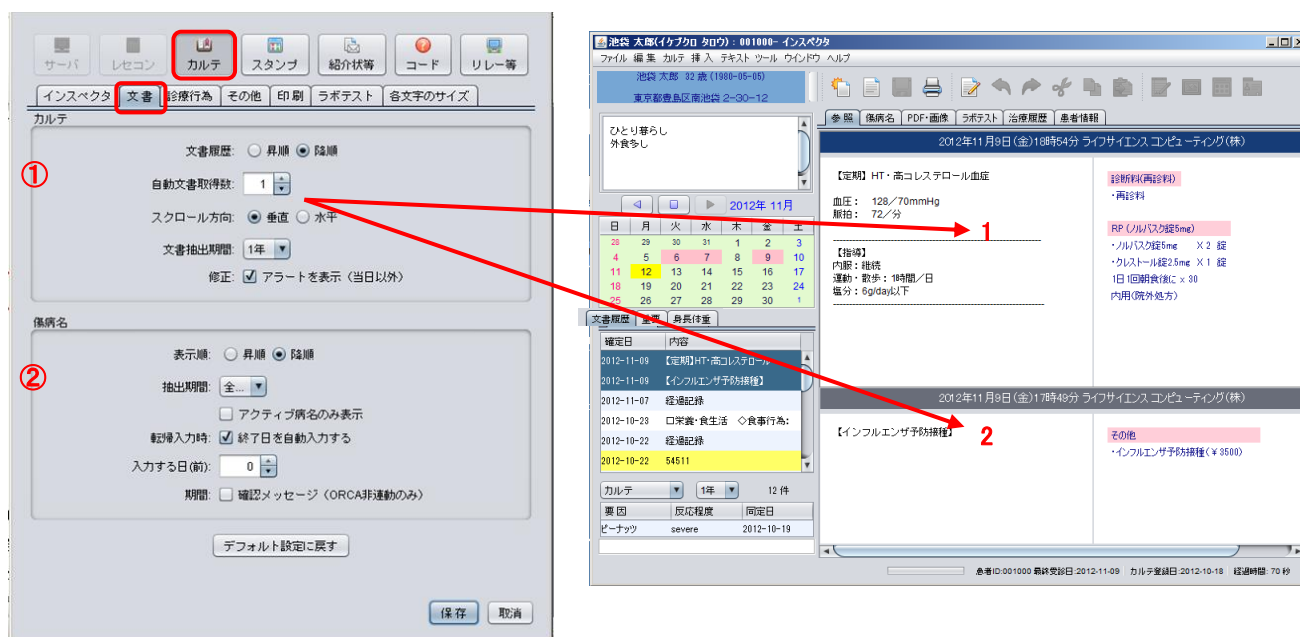 サーバ レセコン カルテ スタンプ 紹介状等 コード リレー等
インスペクタ 文書 診療行為 その他 印刷 ラボテスト 各文字のサイズ
カルテ
①
文書履歴: 昇順 降順
自動文書取得数: 1
スクロール方向: 垂直 水平
文書抽出期間: 1年
修正: アラートを表示（当日以外）
傷病名
②
表示順: 昇順 降順
抽出期間: 全...
アクティブ病名のみ表示
転帰入力時: 終了日を自動入力する
入力する日(前): 0
期間: 確認メッセージ（ORCA非連動のみ）
デフォルト設定に戻す
保存 取消
池袋 太郎(イケブクロ タロウ) : 001000- インスペクタ
ファイル 編集 カルテ 挿入 テキスト ツール ウインドウ ヘルプ
池袋 太郎 32 歳 (1980-05-05)
東京都豊島区南池袋 2-30-12
ひとり暮らし
外食多し
2012年 11月
日 月 火 水 木 金 土
28 29 30 31 1 2 3
4 5 6 7 8 9 10
11 12 13 14 15 16 17
18 19 20 21 22 23 24
25 26 27 28 29 30 1
文書履歴 重要 身長体重
確定日 内容
2012-11-09 【定期】HT・高コレステロール
2012-11-09 【インフルエンザ予防接種】
2012-11-07 経過記録
2012-10-23 口栄養・食生活 ◇食事行為:
2012-10-22 経過記録
2012-10-22 54511
カルテ 1年 12 件
要因 反応程度 同定日
ピーナッツ severe 2012-10-19
参照 傷病名 PDF・画像 ラボテスト 治療履歴 患者情報
2012年11月9日(金)18時54分 ライフサイエンス コンピューティング(株)
【定期】HT・高コレステロール血症
血圧： 128／70mmHg
脈拍： 72／分
1
【指導】
内服：継続
運動・散歩：1時間／日
塩分：6g/day以下
診断料(再診料)
・再診料
RP (ノルバスク錠5mg)
・ノルバスク錠5mg X 2 錠
・クレストール錠2.5mg X 1 錠
1日1回朝食後に x 30
内用(院外処方)
2012年11月9日(金)17時49分 ライフサイエンス コンピューティング(株)
【インフルエンザ予防接種】
2
その他
・インフルエンザ予防接種(￥3500)
患者ID:001000 最終受診日:2012-11-09 カルテ登録日:2012-10-18 経過時間: 70 秒